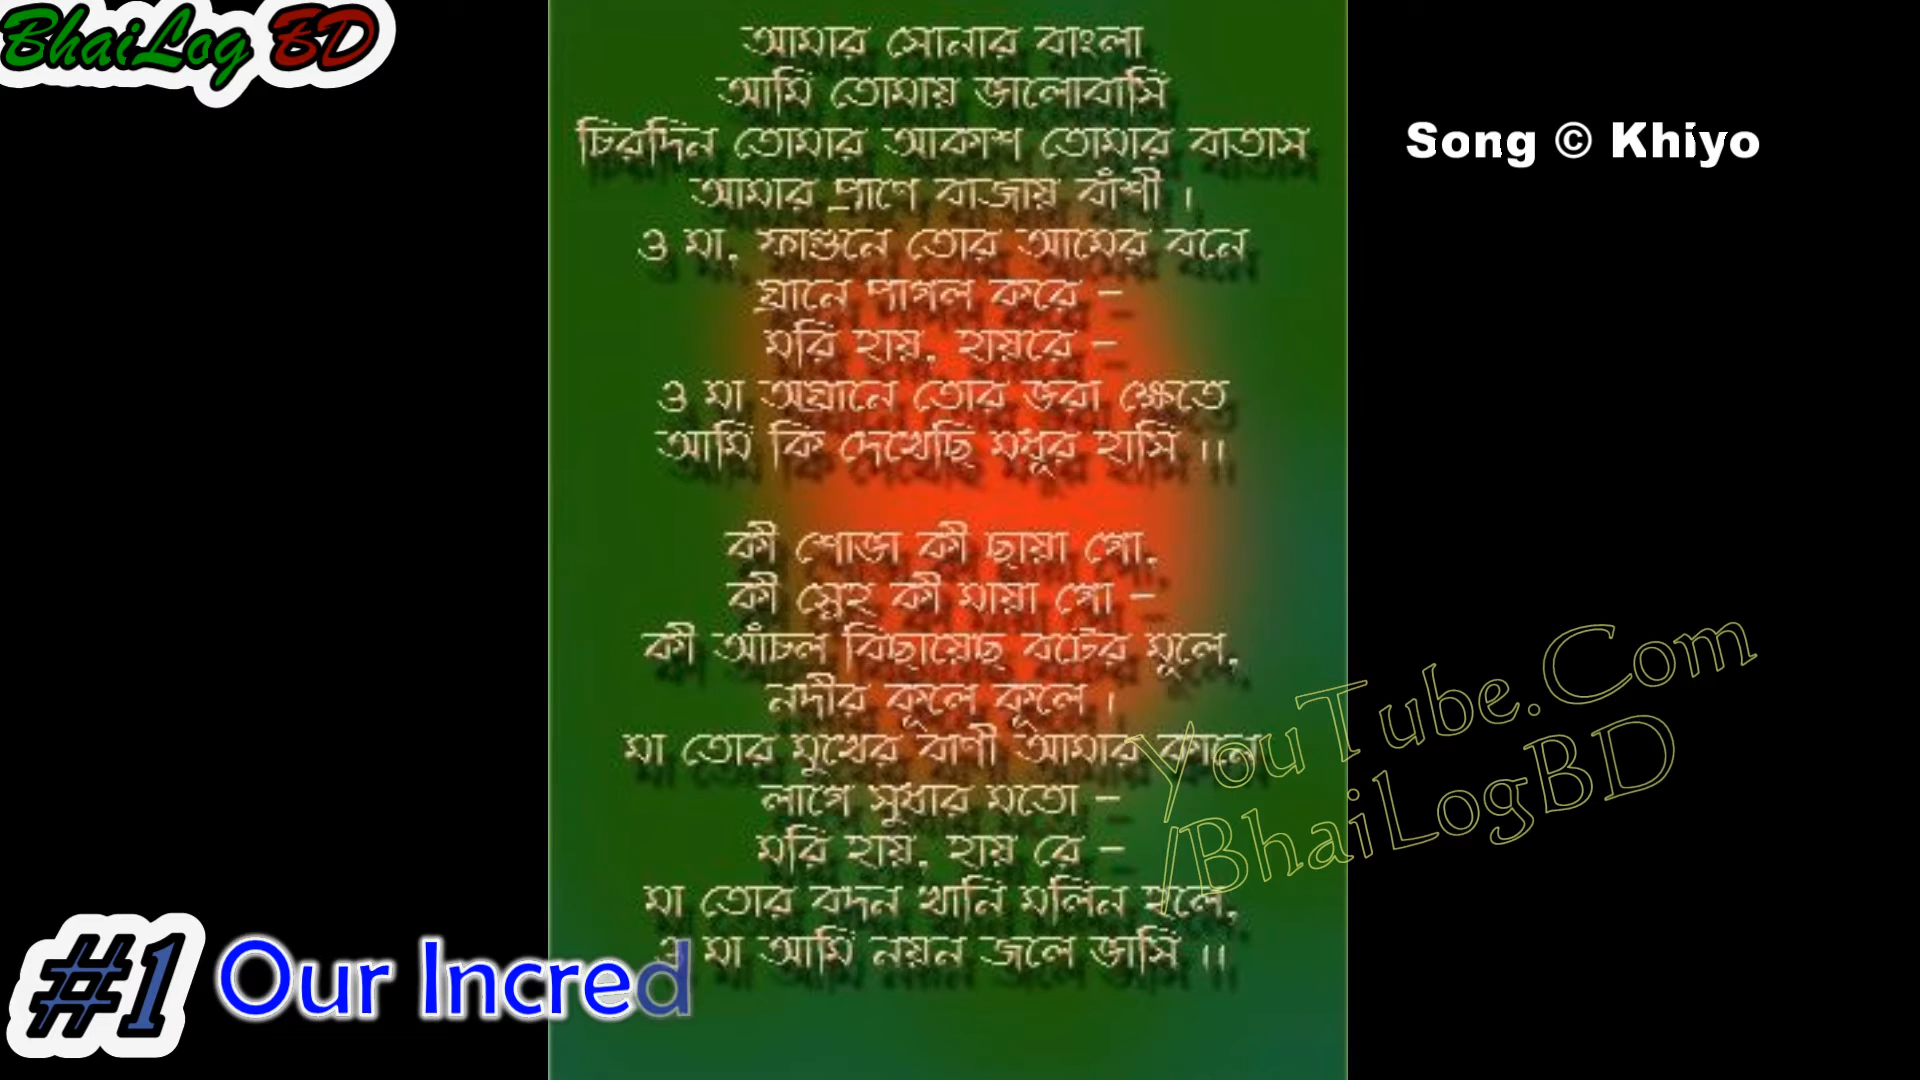 BhaiLog BD
আমার সোনার বাংলা
আমি তোমায় ভালোবাসি
চিরদিন তোমার আকাশ তোমার বাতাস
আমার প্রাণে বাজায় বাঁশী ।
ও মা, ফাগুনে তোর আমের বনে
ঘ্রানে পাগল করে –
মরি হায়, হায়রে –
ও মা অঘ্রানে তোর ভরা ক্ষেতে
আমি কি দেখেছি মধুর হাসি ।।
কী শোভা কী ছায়া গো,
কী স্নেহ কী মায়া গো –
কী আঁচল বিছায়েছ বটের মূলে,
নদীর কূলে কূলে ।
মা তোর মুখের বাণী আমার কানে
লাগে সুধার মতো –
মরি হায়, হায় রে –
মা তোর বদন খানি মলিন হলে,
ও মা আমি নয়ন জলে ভাসি ।।
Song © Khiyo
YouTube.Com
/BhaiLogBD
#1 Our Incred